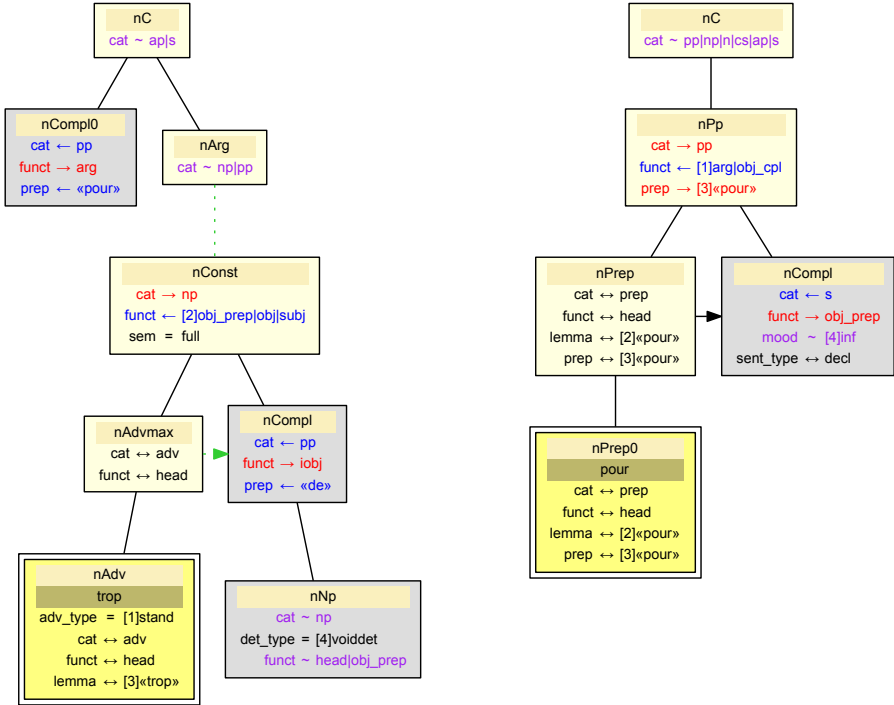 nC
cat ~ ap|s
nCompl0
cat ← pp
funct → arg
prep ← «pour»
nArg
cat ~ np|pp
nConst
cat → np
funct ← [2]obj_prep|obj|subj
sem = full
nAdvmax
cat ↔ adv
funct ↔ head
nCompl
cat ← pp
funct → iobj
prep ← «de»
nAdv
trop
adv_type = [1]stand
cat ↔ adv
funct ↔ head
lemma ↔ [3]«trop»
nNp
cat ~ np
det_type = [4]voiddet
funct ~ head|obj_prep
nC
cat ~ pp|np|n|cs|ap|s
nPp
cat → pp
funct ← [1]arg|obj_cpl
prep → [3]«pour»
nPrep
cat ↔ prep
funct ↔ head
lemma ↔ [2]«pour»
prep ↔ [3]«pour»
nCompl
cat ← s
funct → obj_prep
mood ~ [4]inf
sent_type ↔ decl
nPrep0
pour
cat ↔ prep
funct ↔ head
lemma ↔ [2]«pour»
prep ↔ [3]«pour»